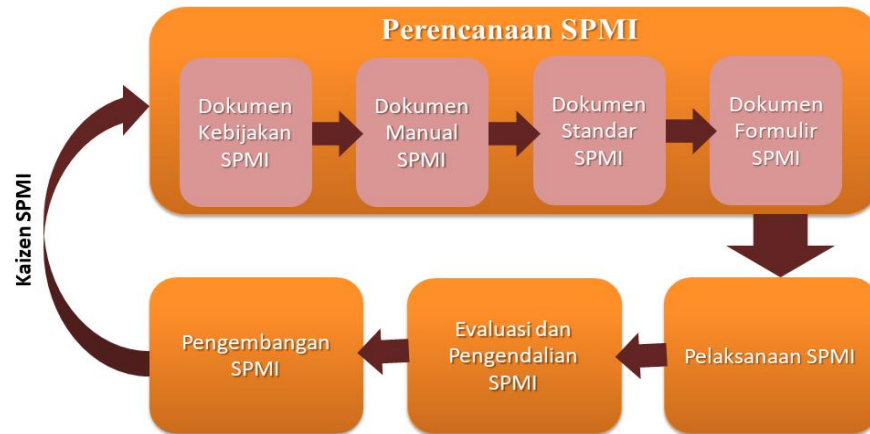 Perencanaan SPMI
Dokumen
Kebijakan
SPMI
Dokumen
Manual
SPMI
Dokumen
Standar
SPMI
Dokumen
Formulir
SPMI
Kaizen SPMI
Pengembangan
SPMI
Evaluasi dan
Pengendalian
SPMI
Pelaksanaan SPMI